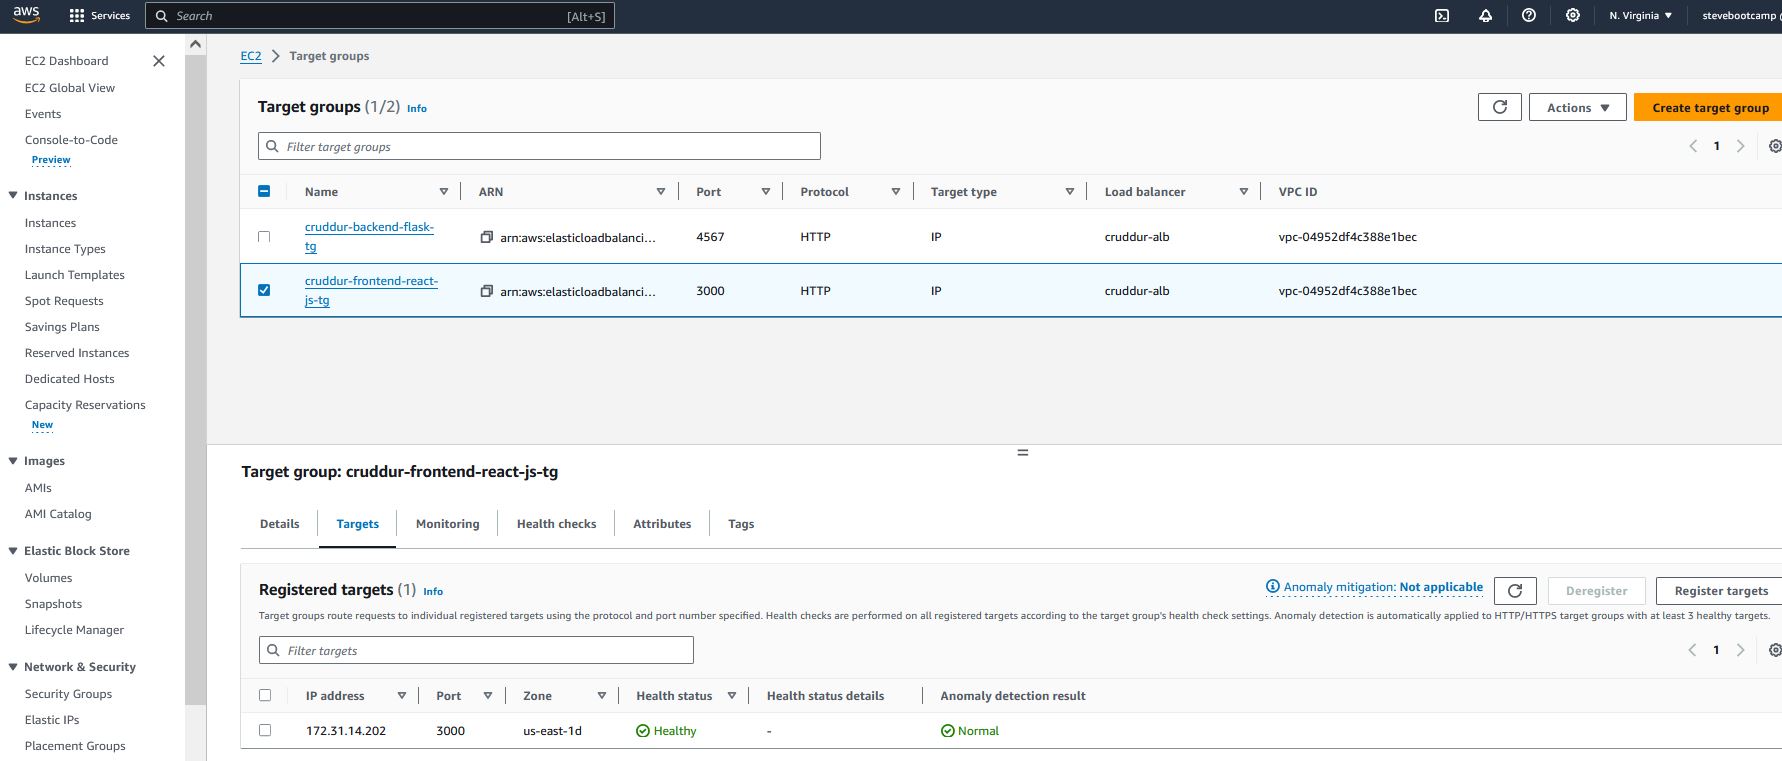 aws
Services
Search
[Alt+S]
N. Virginia
stevebootcamp
EC2 Dashboard
EC2 Global View
Events
Console-to-Code
Preview
Instances
Instances
Instance Types
Launch Templates
Spot Requests
Savings Plans
Reserved Instances
Dedicated Hosts
Capacity Reservations
New
Images
AMIs
AMI Catalog
Elastic Block Store
Volumes
Snapshots
Lifecycle Manager
Network & Security
Security Groups
Elastic IPs
Placement Groups
EC2 > Target groups
Target groups (1/2) Info
Actions
Create target group
Filter target groups
1
Name ARN Port Protocol Target type Load balancer VPC ID
cruddur-backend-flask-
tg
arn:aws:elasticloadbalanci... 4567 HTTP IP cruddur-alb vpc-04952df4c388e1bec
cruddur-frontend-react-
js-tg
arn:aws:elasticloadbalanci... 3000 HTTP IP cruddur-alb vpc-04952df4c388e1bec
Target group: cruddur-frontend-react-js-tg
Details Targets Monitoring Health checks Attributes Tags
Registered targets (1) Info
Anomaly mitigation: Not applicable
Deregister
Register targets
Target groups route requests to individual registered targets using the protocol and port number specified. Health checks are performed on all registered targets according to the target group's health check settings. Anomaly detection is automatically applied to HTTP/HTTPS target groups with at least 3 healthy targets.
Filter targets
1
IP address Port Zone Health status Health status details Anomaly detection result
172.31.14.202 3000 us-east-1d Healthy - Normal